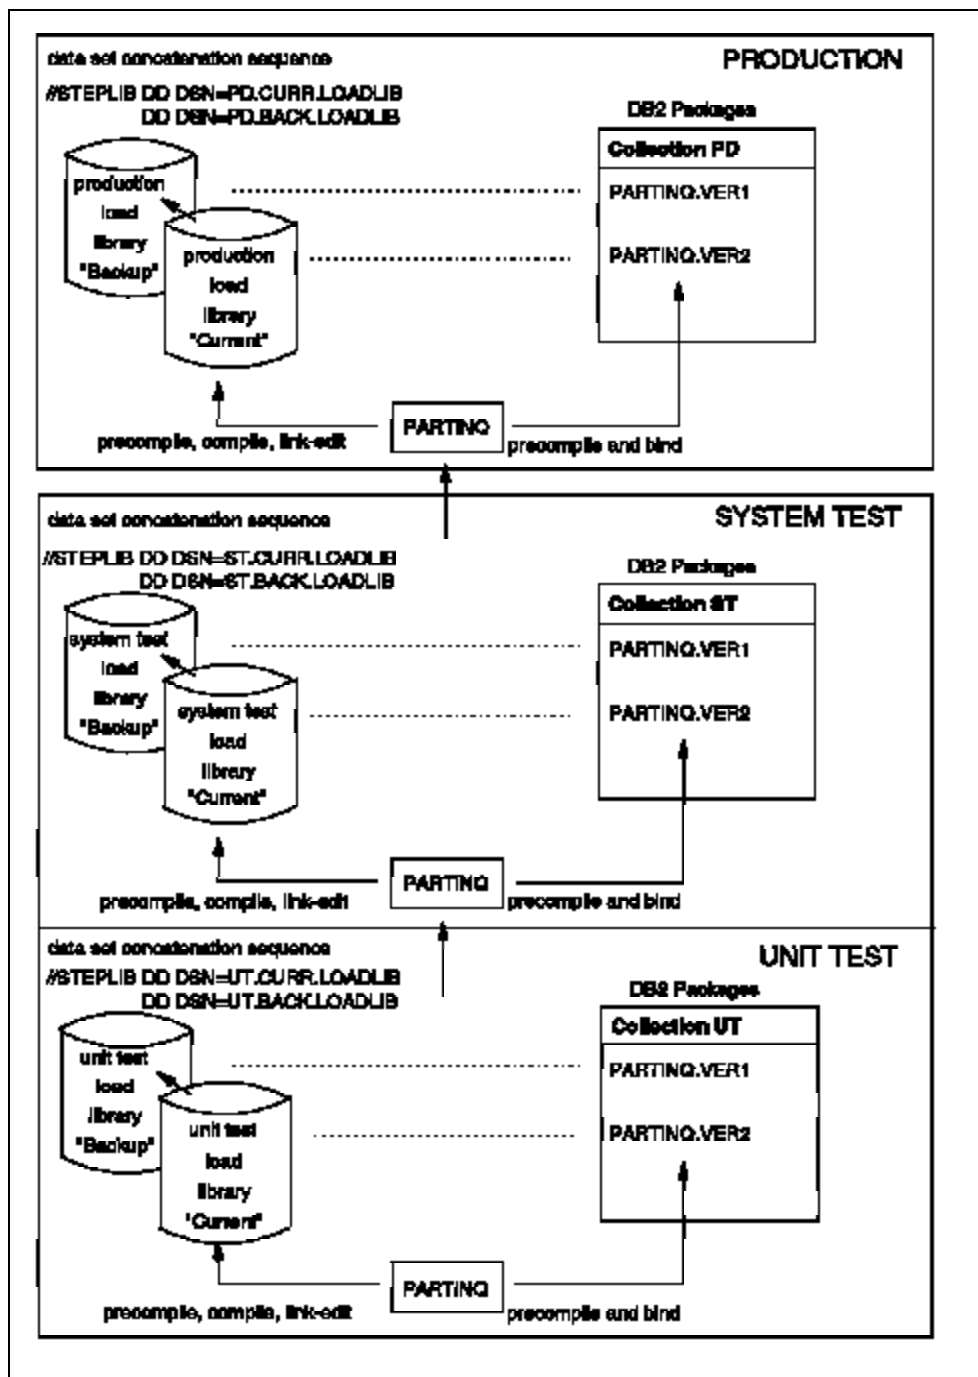 PRODUCTION
data set concatenation sequence
//STEPLIB DD DSN=PD.CURR.LOADLIB
DD DSN=PD.BACK.LOADLIB
DB2 Packages
Collection PD
production
load
library
"Backup"
PARTINQ.VER1
production
load
library
"Current"
PARTINQ.VER2
PARTINQ
precompile, compile, link-edit
precompile and bind
SYSTEM TEST
data set concatenation sequence
//STEPLIB DD DSN=ST.CURR.LOADLIB
DD DSN=ST.BACK.LOADLIB
DB2 Packages
Collection ST
system test
load
library
"Backup"
PARTINQ.VER1
system test
load
library
"Current"
PARTINQ.VER2
PARTINQ
precompile, compile, link-edit
precompile and bind
UNIT TEST
data set concatenation sequence
//STEPLIB DD DSN=UT.CURR.LOADLIB
DD DSN=UT.BACK.LOADLIB
DB2 Packages
Collection UT
unit test
load
library
"Backup"
PARTINQ.VER1
unit test
load
library
"Current"
PARTINQ.VER2
PARTINQ
precompile, compile, link-edit
precompile and bind